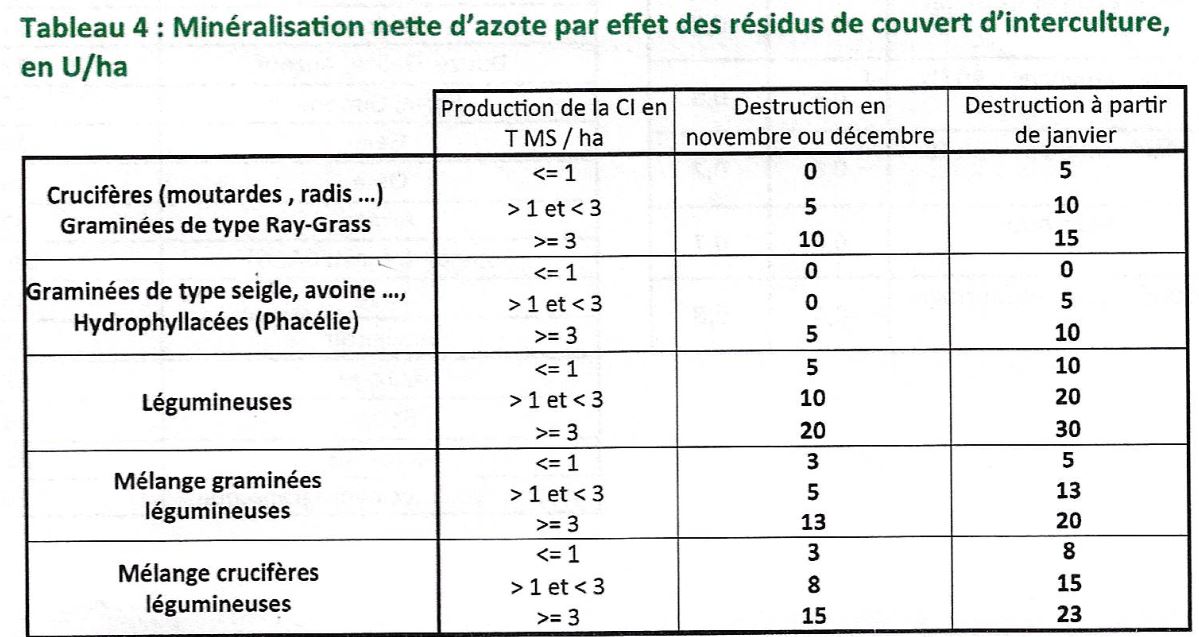 Tableau 4 : Minéralisation nette d'azote par effet des résidus de couvert d'interculture,
en U/ha
Production de la CI en
T MS / ha
Destruction en
novembre ou décembre
Destruction à partir
de janvier
Crucifères (moutardes , radis ...)
Graminées de type Ray-Grass
<= 1 0 5
> 1 et < 3 5 10
>= 3 10 15
Graminées de type seigle, avoine ...,
Hydrophyllacées (Phacélie)
<= 1 0 0
> 1 et < 3 0 5
>= 3 5 10
Légumineuses
<= 1 5 10
> 1 et < 3 10 20
>= 3 20 30
Mélange graminées
légumineuses
<= 1 3 5
> 1 et < 3 5 13
>= 3 13 20
Mélange crucifères
légumineuses
<= 1 3 8
> 1 et < 3 8 15
>= 3 15 23